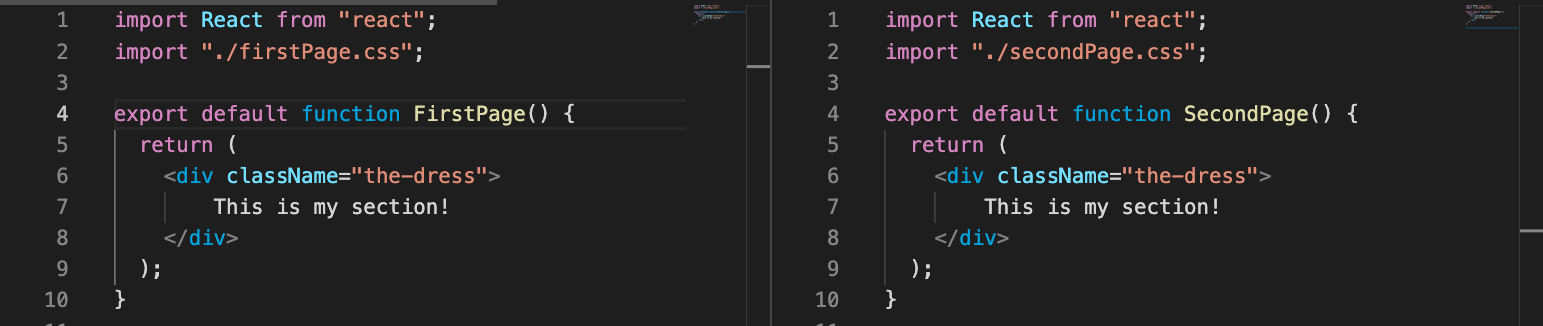 1 import React from "react";
2 import "./firstPage.css";
3
4 export default function FirstPage() {
5 return (
6 <div className="the-dress">
7 This is my section!
8 </div>
9 );
10 }
1 import React from "react";
2 import "./secondPage.css";
3
4 export default function SecondPage() {
5 return (
6 <div className="the-dress">
7 This is my section!
8 </div>
9 );
10 }